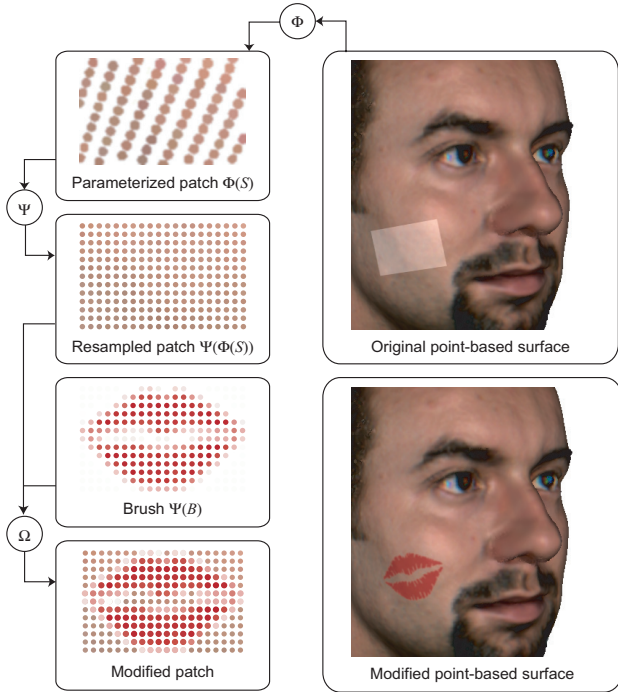 Φ
Parameterized patch Φ(S)
Ψ
Resampled patch Ψ(Φ(S))
Original point-based surface
Brush Ψ(B)
Ω
Modified patch
Modified point-based surface